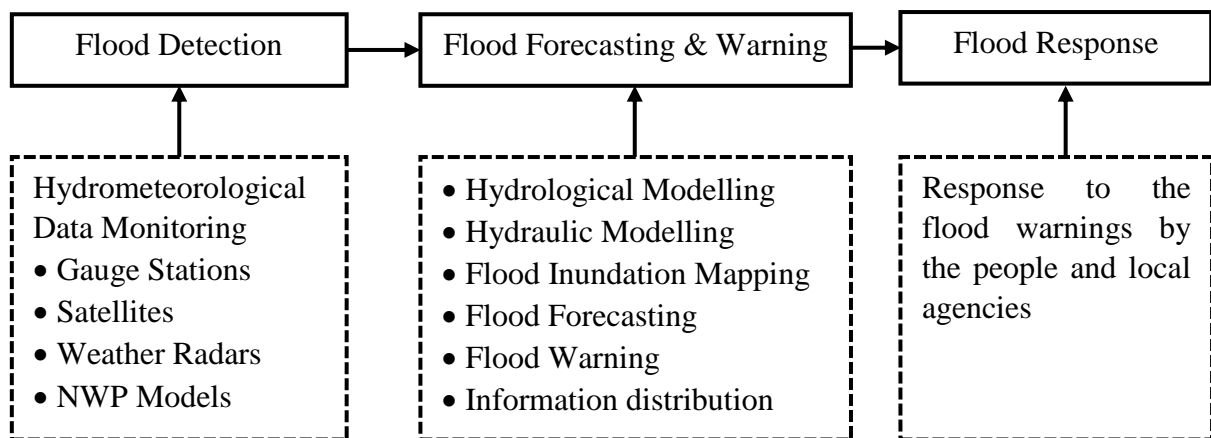 Flood Detection
Flood Forecasting & Warning
Flood Response
Hydrometeorological
Data Monitoring
• Gauge Stations
• Satellites
• Weather Radars
• NWP Models
• Hydrological Modelling
• Hydraulic Modelling
• Flood Inundation Mapping
• Flood Forecasting
• Flood Warning
• Information distribution
Response to the
flood warnings by
the people and local
agencies